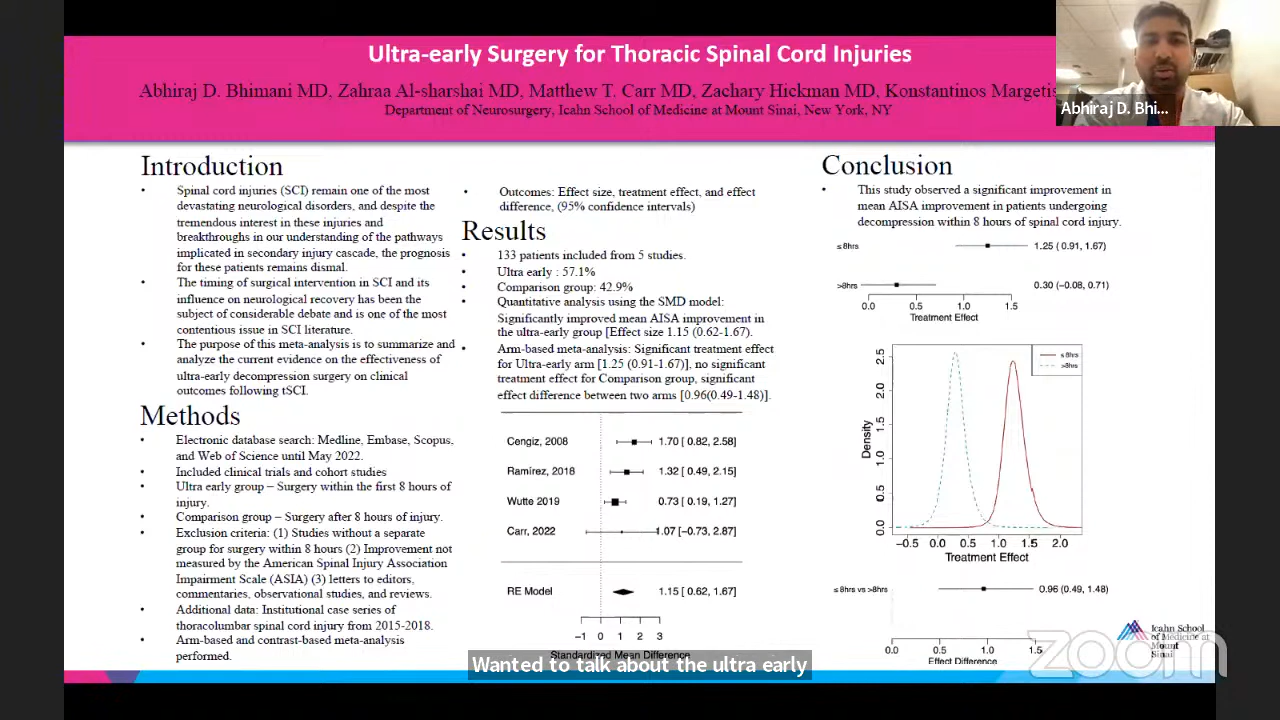 Ultra-early Surgery for Thoracic Spinal Cord Injuries
Abhiraj D. Bhimani MD, Zahraa Al-sharshai MD, Matthew T. Carr MD, Zachary Hickman MD, Konstantinos Margetis
Department of Neurosurgery, Icahn School of Medicine at Mount Sinai, New York, NY
Abhiraj D. Bhi...
Introduction
• Spinal cord injuries (SCI) remain one of the most
devastating neurological disorders, and despite the
tremendous interest in these injuries and
breakthroughs in our understanding of the pathways
implicated in secondary injury cascade, the prognosis
for these patients remains dismal.
• The timing of surgical intervention in SCI and its
influence on neurological recovery has been the
subject of considerable debate and is one of the most
contentious issue in SCI literature.
• The purpose of this meta-analysis is to summarize and
analyze the current evidence on the effectiveness of
ultra-early decompression surgery on clinical
outcomes following tSCI.
Methods
• Electronic database search: Medline, Embase, Scopus,
and Web of Science until May 2022.
• Included clinical trials and cohort studies
• Ultra early group – Surgery within the first 8 hours of
injury.
• Comparison group – Surgery after 8 hours of injury.
• Exclusion criteria: (1) Studies without a separate
group for surgery within 8 hours (2) Improvement not
measured by the American Spinal Injury Association
Impairment Scale (ASIA) (3) letters to editors,
commentaries, observational studies, and reviews.
• Additional data: Institutional case series of
thoracolumbar spinal cord injury from 2015-2018.
• Arm-based and contrast-based meta-analysis
performed.
• Outcomes: Effect size, treatment effect, and effect
difference, (95% confidence intervals)
Results
• 133 patients included from 5 studies.
• Ultra early : 57.1%
• Comparison group: 42.9%
• Quantitative analysis using the SMD model:
Significantly improved mean AISA improvement in
the ultra-early group [Effect size 1.15 (0.62-1.67).
• Arm-based meta-analysis: Significant treatment effect
for Ultra-early arm [1.25 (0.91-1.67)], no significant
treatment effect for Comparison group, significant
effect difference between two arms [0.96(0.49-1.48)].
Cengiz, 2008 1.70 [ 0.82, 2.58]
Ramírez, 2018 1.32 [ 0.49, 2.15]
Wutte 2019 0.73 [ 0.19, 1.27]
Carr, 2022 1.07 [−0.73, 2.87]
RE Model 1.15 [ 0.62, 1.67]
−1 0 1 2 3
Standardized Mean Difference
Conclusion
• This study observed a significant improvement in
mean AISA improvement in patients undergoing
decompression within 8 hours of spinal cord injury.
≤ 8hrs 1.25 ( 0.91, 1.67)
>8hrs 0.30 (−0.08, 0.71)
0.0 0.5 1.0 1.5
Treatment Effect
≤ 8hrs
>8hrs
2.5
2.0
1.5
1.0
0.5
0.0
Density
−0.5 0.0 0.5 1.0 1.5 2.0
Treatment Effect
≤ 8hrs vs >8hrs 0.96 (0.49, 1.48)
0.0 0.5 1.0 1.5
Effect Difference
Icahn School
of Medicine at
Mount
Sinai
zoom
Wanted to talk about the ultra early